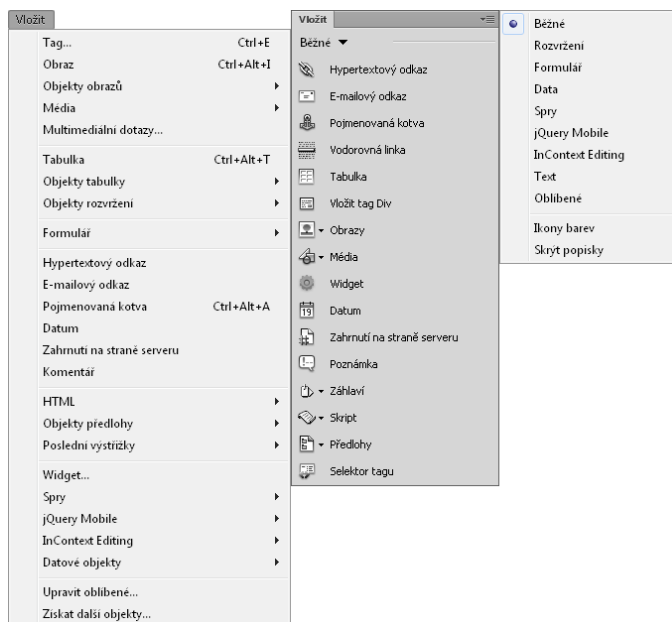 Vložit
Tag... Ctrl+E
Obraz Ctrl+Alt+I
Objekty obrazů
Média
Multimediální dotazy...
Tabulka Ctrl+Alt+T
Objekty tabulky
Objekty rozvržení
Formulář
Hypertextový odkaz
E-mailový odkaz
Pojmenovaná kotva Ctrl+Alt+A
Datum
Zahrnutí na straně serveru
Komentář
HTML
Objekty předlohy
Poslední výstřižky
Widget...
Spry
jQuery Mobile
InContext Editing
Datové objekty
Upravit oblíbené...
Získat další objekty...
Vložit
Běžné
Hypertextový odkaz
E-mailový odkaz
Pojmenovaná kotva
Vodorovná linka
Tabulka
Vložit tag Div
Obrazy
Média
Widget
19 Datum
Zahrnutí na straně serveru
Poznámka
Záhlaví
Skript
Předlohy
Selektor tagu
Běžné
Rozvržení
Formulář
Data
Spry
jQuery Mobile
InContext Editing
Text
Oblíbené
Ikony barev
Skrýt popisky